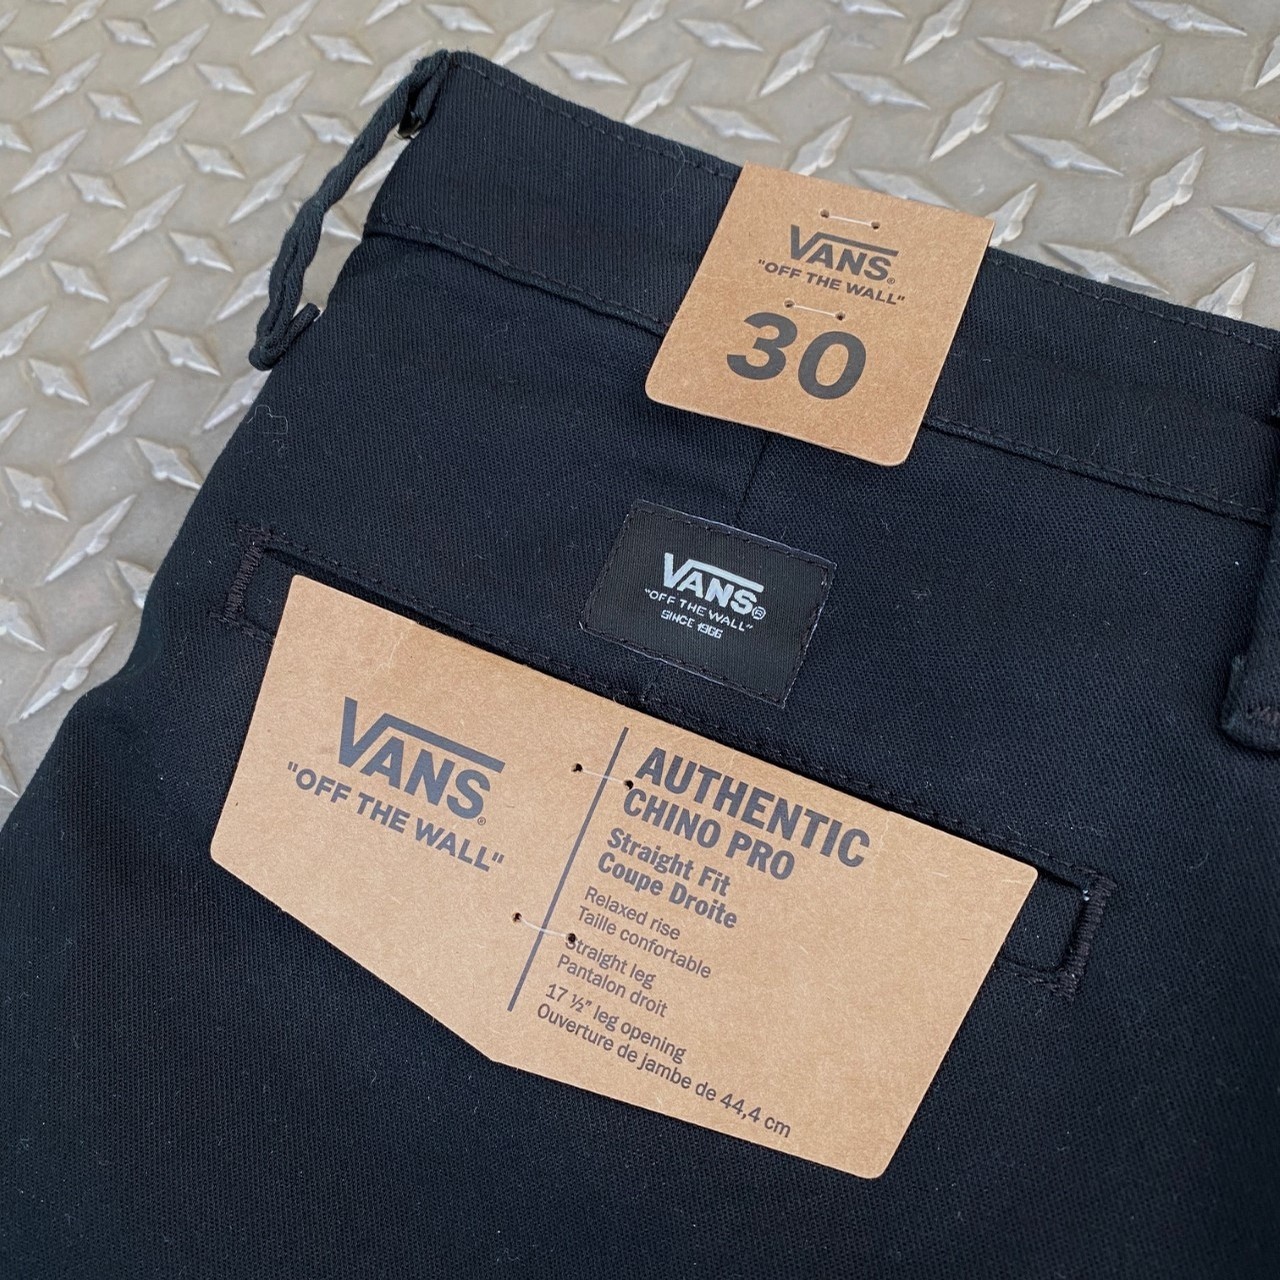 VANS®
"OFF THE WALL"
30
VANS®
"OFF THE WALL"
SINCE 1966
VANS®
"OFF THE WALL"
AUTHENTIC
CHINO PRO
Straight Fit
Coupe Droite
Relaxed rise
Taille confortable
Straight leg
Pantalon droit
17 ½" leg opening
Ouverture de jambe de 44,4 cm